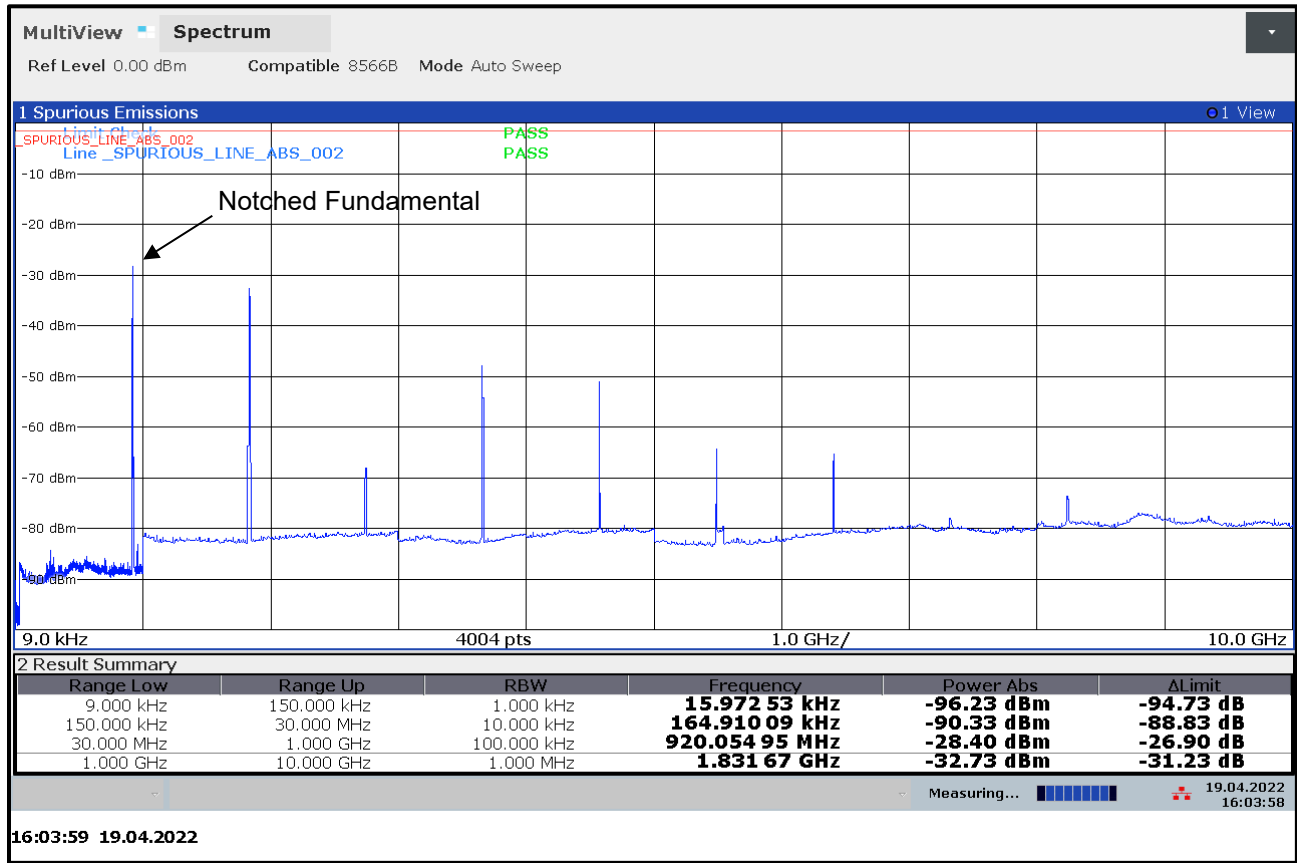 MultiView Spectrum
Ref Level 0.00 dBm Compatible 8566B Mode Auto Sweep
1 Spurious Emissions 1 View
Limit Check PASS
_SPURIOUS_LINE_ABS_002
Line _SPURIOUS_LINE_ABS_002 PASS
-10 dBm
Notched Fundamental
-20 dBm
-30 dBm
-40 dBm
-50 dBm
-60 dBm
-70 dBm
-80 dBm
-90 dBm
9.0 kHz 4004 pts 1.0 GHz/ 10.0 GHz
2 Result Summary
Range Low Range Up RBW Frequency Power Abs ΔLimit
9.000 kHz 150.000 kHz 1.000 kHz 15.972 53 kHz -96.23 dBm -94.73 dB
150.000 kHz 30.000 MHz 10.000 kHz 164.910 09 kHz -90.33 dBm -88.83 dB
30.000 MHz 1.000 GHz 100.000 kHz 920.054 95 MHz -28.40 dBm -26.90 dB
1.000 GHz 10.000 GHz 1.000 MHz 1.831 67 GHz -32.73 dBm -31.23 dB
Measuring... 19.04.2022
16:03:58
16:03:59 19.04.2022